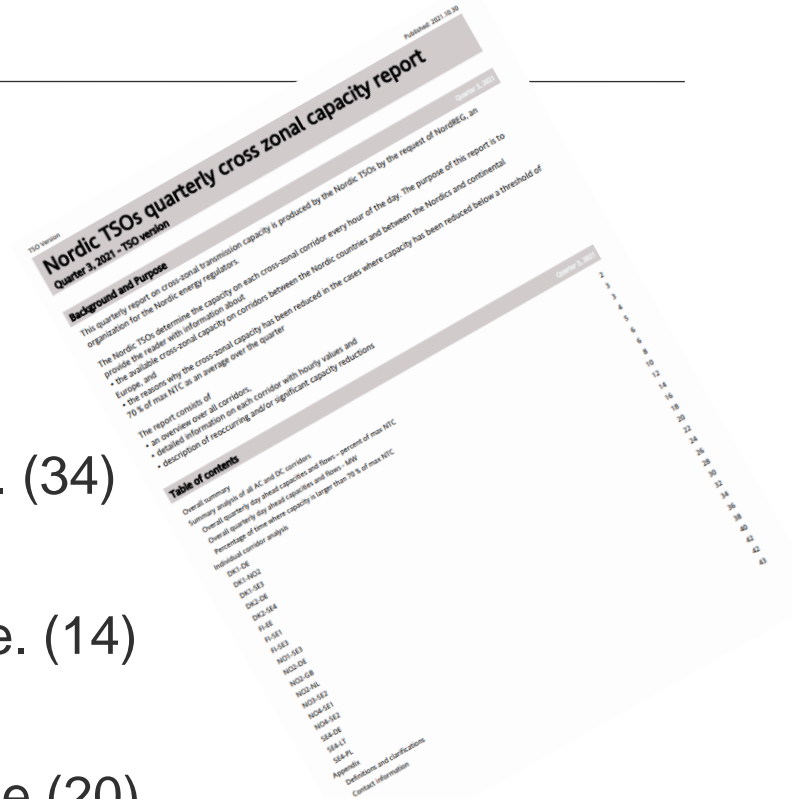 Published: 2021.10.30
TSO Version
Nordic TSOs quarterly cross zonal capacity report
Quarter 3, 2021 - TSO version
Background and Purpose Quarter 3, 2021
This quarterly report on cross-zonal transmission capacity is produced by the Nordic TSOs by the request of NordREG, an
organization for the Nordic energy regulators.
The Nordic TSOs determine the capacity on each cross-zonal corridor every hour of the day. The purpose of this report is to
provide the reader with information about
• the available cross-zonal capacity on corridors between the Nordic countries and between the Nordics and continental
Europe, and
• the reasons why the cross-zonal capacity has been reduced in the cases where capacity has been reduced below a threshold of
70 % of max NTC as an average over the quarter
The report consists of
• an overview over all corridors,
• detailed information on each corridor with hourly values and
• description of reoccurring and/or significant capacity reductions
Table of contents Quarter 3, 2021
Overall summary 2
Summary analysis of all AC and DC corridors 3
Overall quarterly day ahead capacities and flows – percent of max NTC 3
Overall quarterly day ahead capacities and flows - MW 4
Percentage of time where capacity is larger than 70 % of max NTC 5
Individual corridor analysis 6
DK1-DE 6
DK1-NO2 8
DK1-SE3 10
DK2-DE 12
DK2-SE4 14
FI-EE 16
FI-SE1 18
FI-SE3 20
NO1-SE3 22
NO2-DE 24
NO2-GB 26
NO2-NL 28
NO3-SE2 30
NO4-SE1 32
NO4-SE2 34
SE4-DE 36
SE4-LT 38
SE4-PL 40
Appendix 42
Definitions and clarifications 42
Contact information 43
. (34)
e. (14)
e (20)